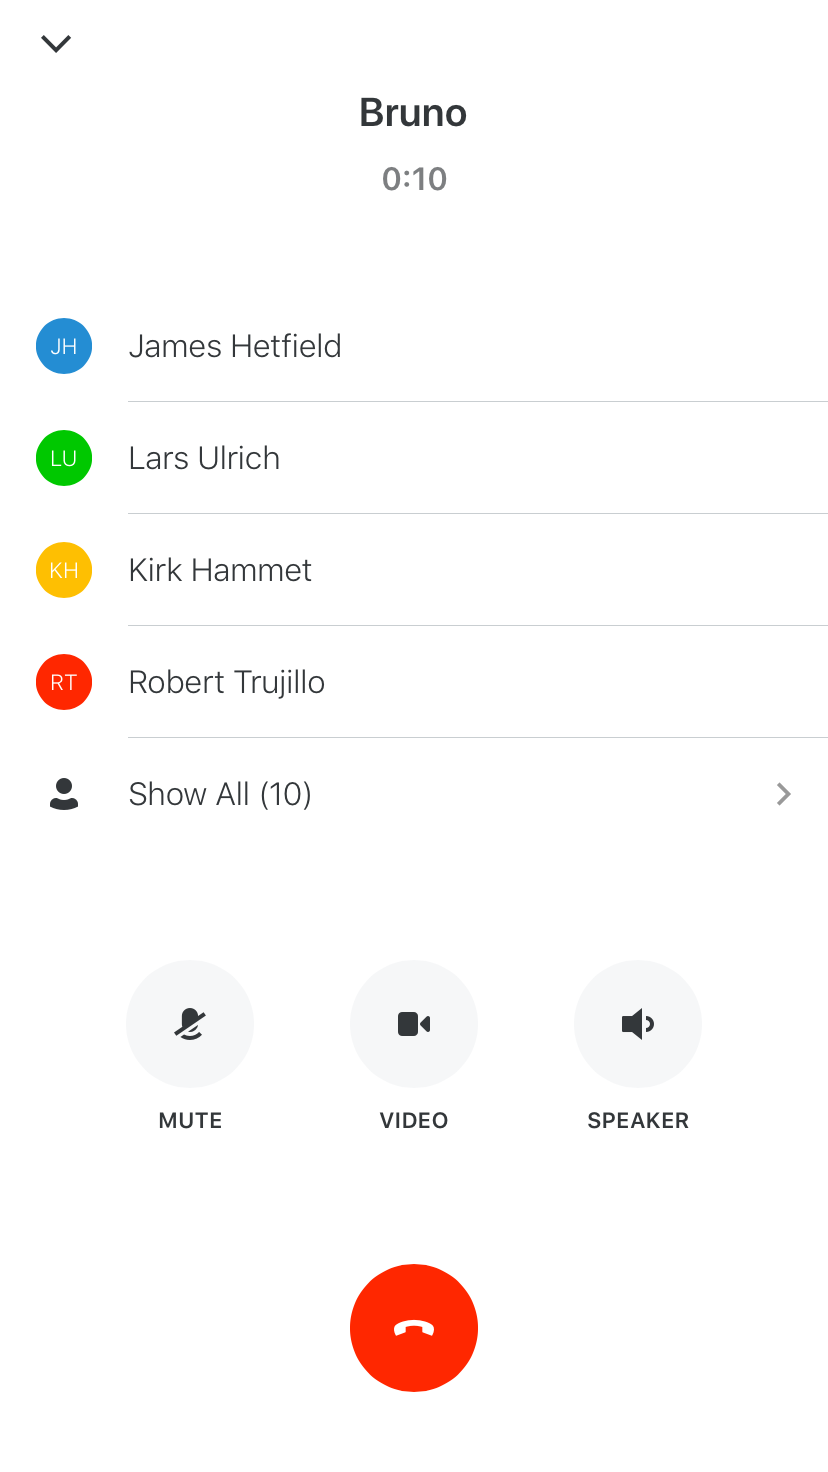 Bruno
0:10
JH James Hetfield
LU Lars Ulrich
KH Kirk Hammet
RT Robert Trujillo
Show All (10)
MUTE VIDEO SPEAKER